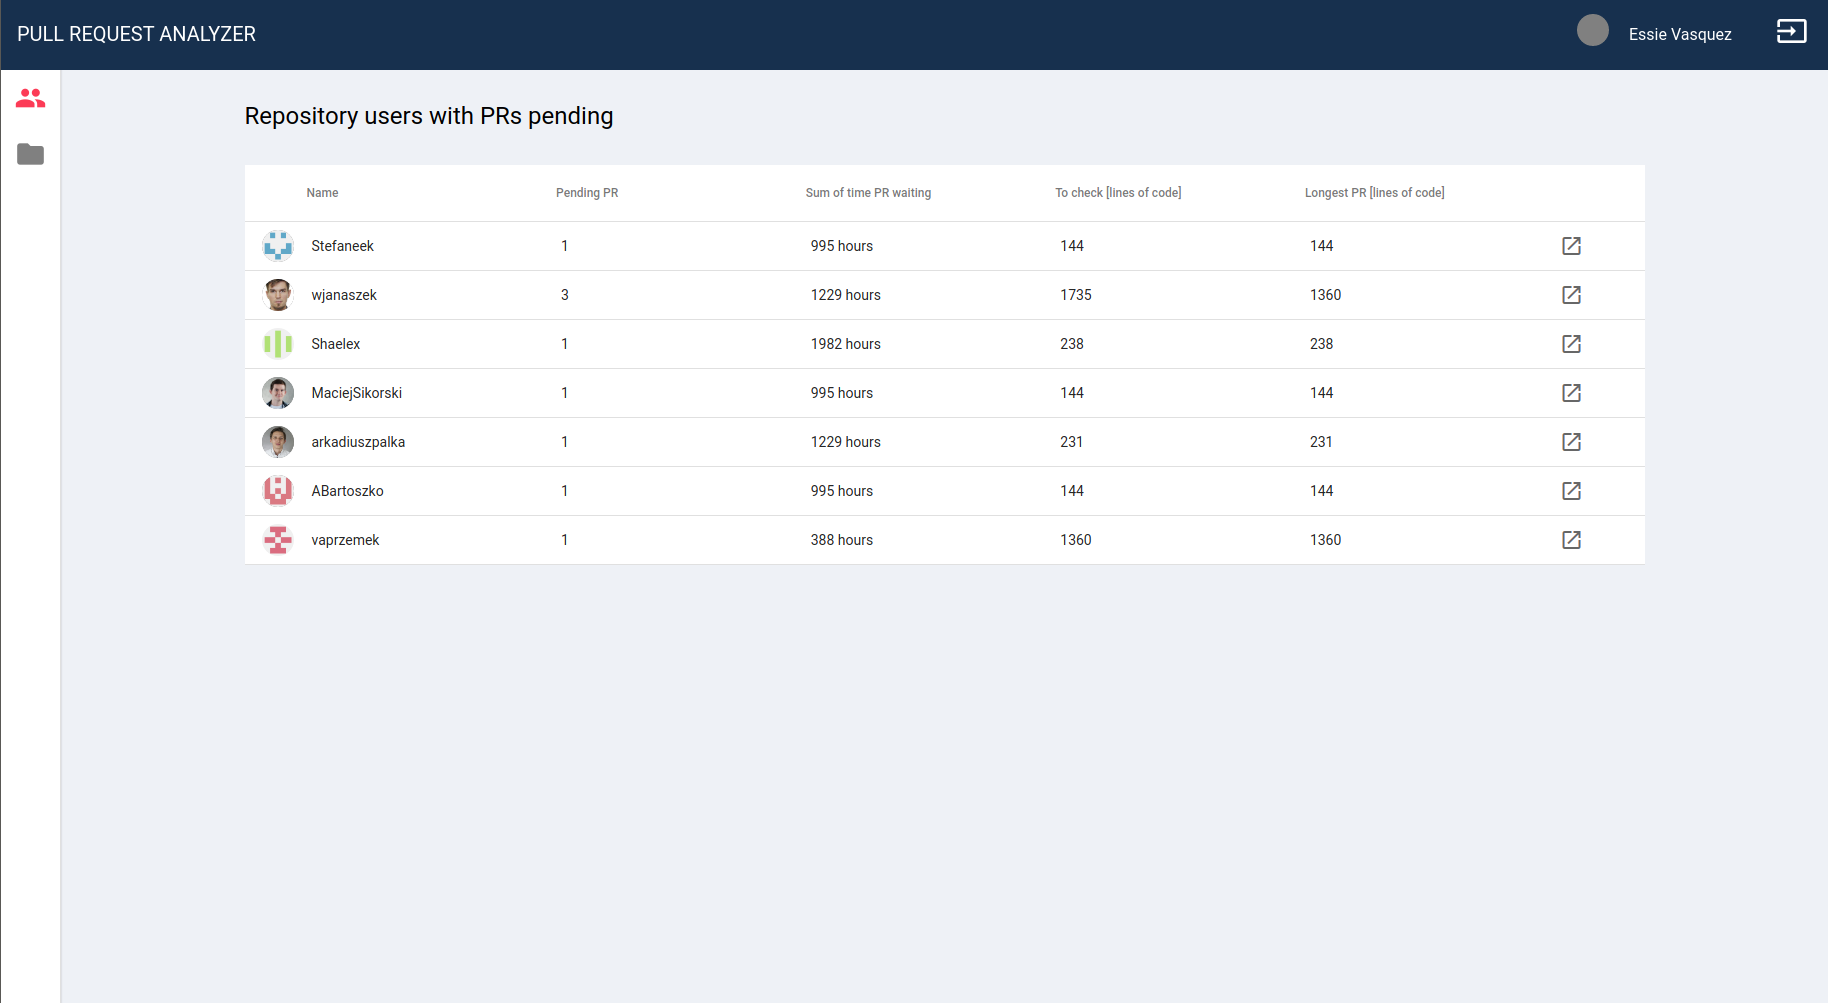 PULL REQUEST ANALYZER
Essie Vasquez
Repository users with PRs pending
Name Pending PR Sum of time PR waiting To check [lines of code] Longest PR [lines of code]
Stefaneek 1 995 hours 144 144
wjanaszek 3 1229 hours 1735 1360
Shaelex 1 1982 hours 238 238
MaciejSikorski 1 995 hours 144 144
arkadiuszpalka 1 1229 hours 231 231
ABartoszko 1 995 hours 144 144
vaprzemek 1 388 hours 1360 1360